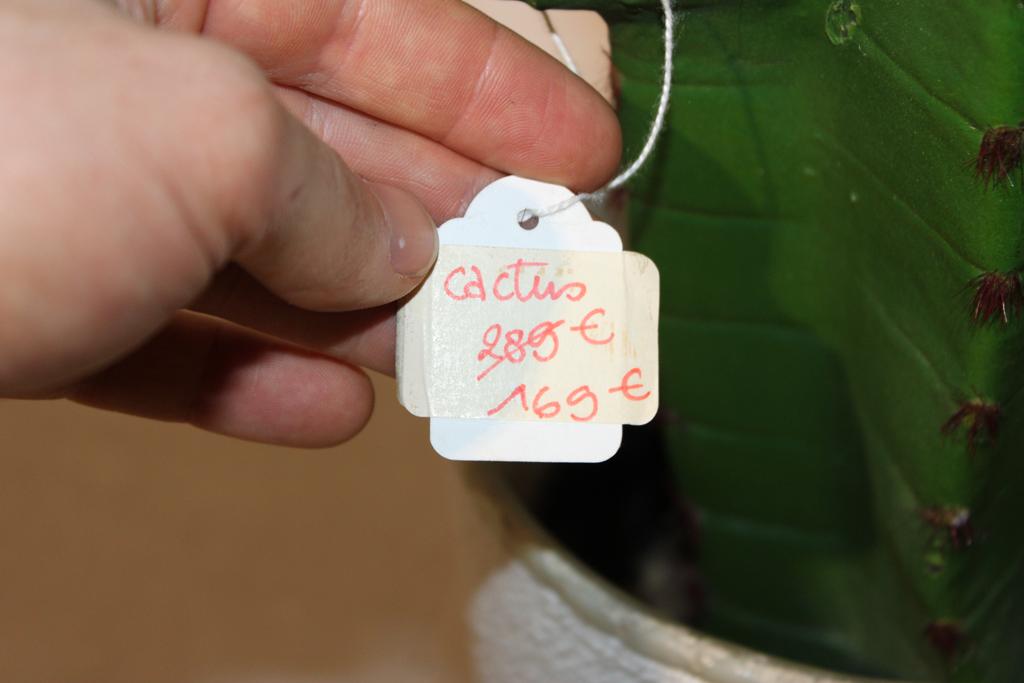 cactus
289 €
169 €